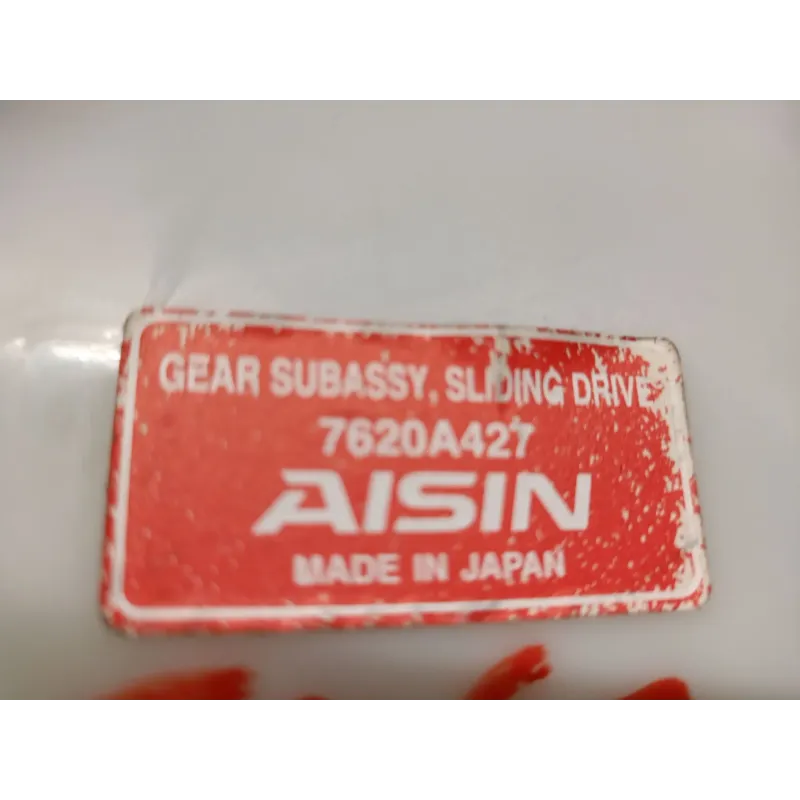 GEAR SUBASSY, SLIDING DRIVE
7620A427
AISIN
MADE IN JAPAN